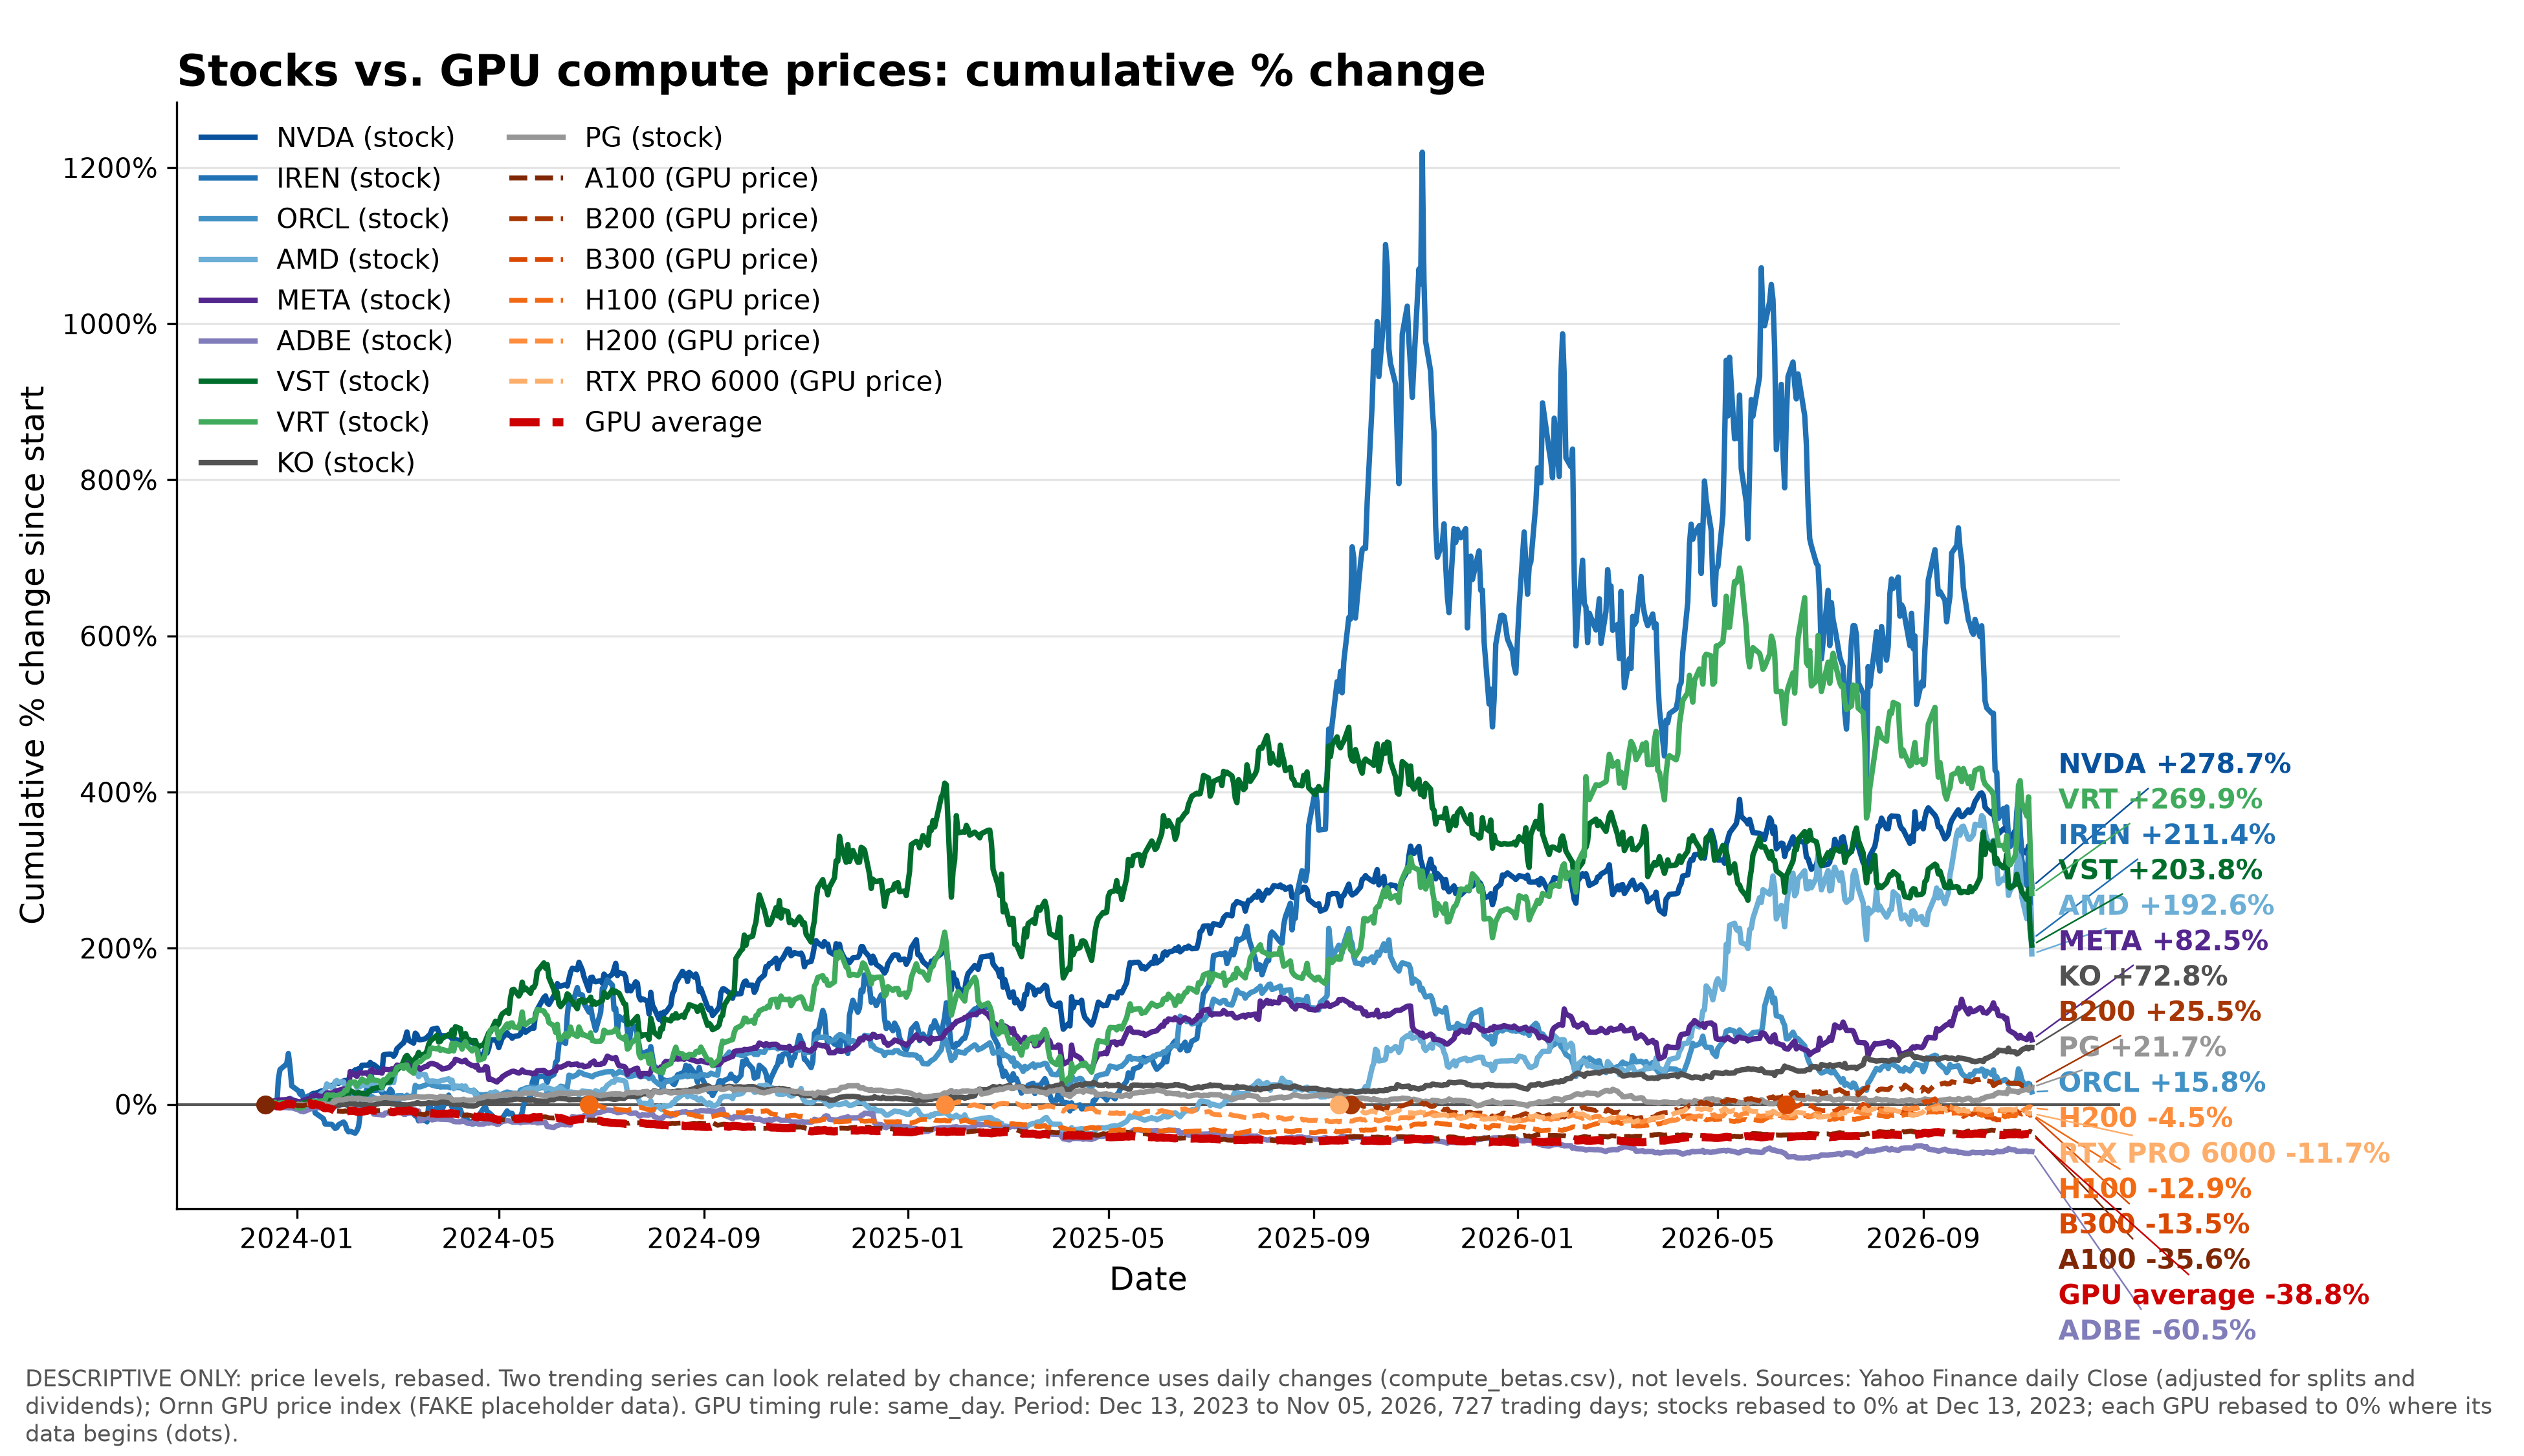 Stocks vs. GPU compute prices: cumulative % change
NVDA (stock)
IREN (stock)
ORCL (stock)
AMD (stock)
META (stock)
ADBE (stock)
VST (stock)
VRT (stock)
KO (stock)
PG (stock)
A100 (GPU price)
B200 (GPU price)
B300 (GPU price)
H100 (GPU price)
H200 (GPU price)
RTX PRO 6000 (GPU price)
GPU average
Cumulative % change since start
1200%
1000%
800%
600%
400%
200%
0%
NVDA +278.7%
VRT +269.9%
IREN +211.4%
VST +203.8%
AMD +192.6%
META +82.5%
KO +72.8%
B200 +25.5%
PG +21.7%
ORCL +15.8%
H200 -4.5%
RTX PRO 6000 -11.7%
H100 -12.9%
B300 -13.5%
A100 -35.6%
GPU average -38.8%
ADBE -60.5%
2024-01
2024-05
2024-09
2025-01
2025-05
2025-09
2026-01
2026-05
2026-09
Date
DESCRIPTIVE ONLY: price levels, rebased. Two trending series can look related by chance; inference uses daily changes (compute_betas.csv), not levels. Sources: Yahoo Finance daily Close (adjusted for splits and
dividends); Ornn GPU price index (FAKE placeholder data). GPU timing rule: same_day. Period: Dec 13, 2023 to Nov 05, 2026, 727 trading days; stocks rebased to 0% at Dec 13, 2023; each GPU rebased to 0% where its
data begins (dots).